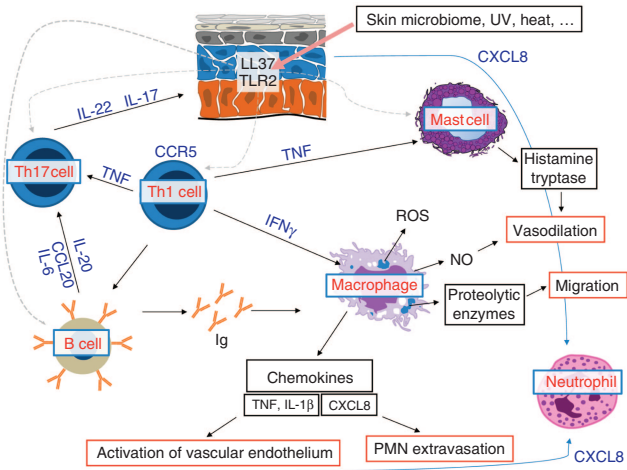 Skin microbiome, UV, heat, ...
CXCL8
LL37
TLR2
IL-22 IL-17
Mast cell
CCR5
TNF
Histamine
tryptase
Th17cell
TNF
Th1 cell
ROS
Vasodilation
IFNγ
NO
IL-20
CCL20
IL-6
Macrophage
Proteolytic
enzymes
Migration
B cell
Ig
Chemokines
TNF, IL-1β
CXCL8
Neutrophil
Activation of vascular endothelium
PMN extravasation
CXCL8